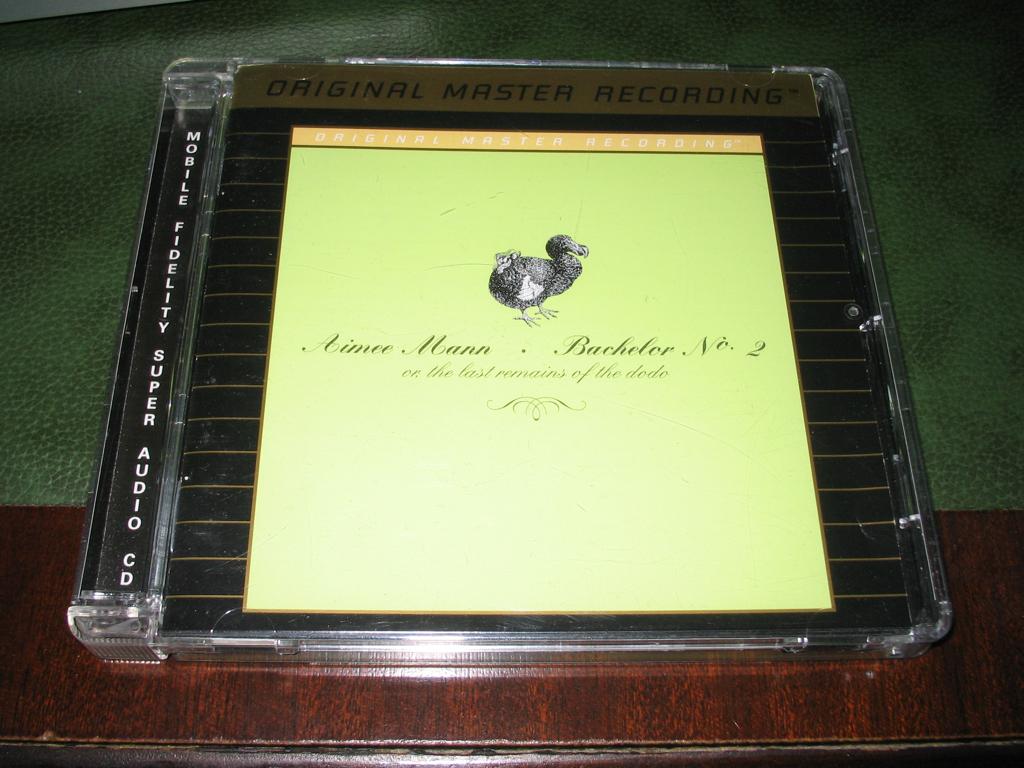 ORIGINAL MASTER RECORDING™
ORIGINAL MASTER RECORDING™
MOBILE FIDELITY SUPER AUDIO CD
Aimee Mann · Bachelor No. 2
or, the last remains of the dodo